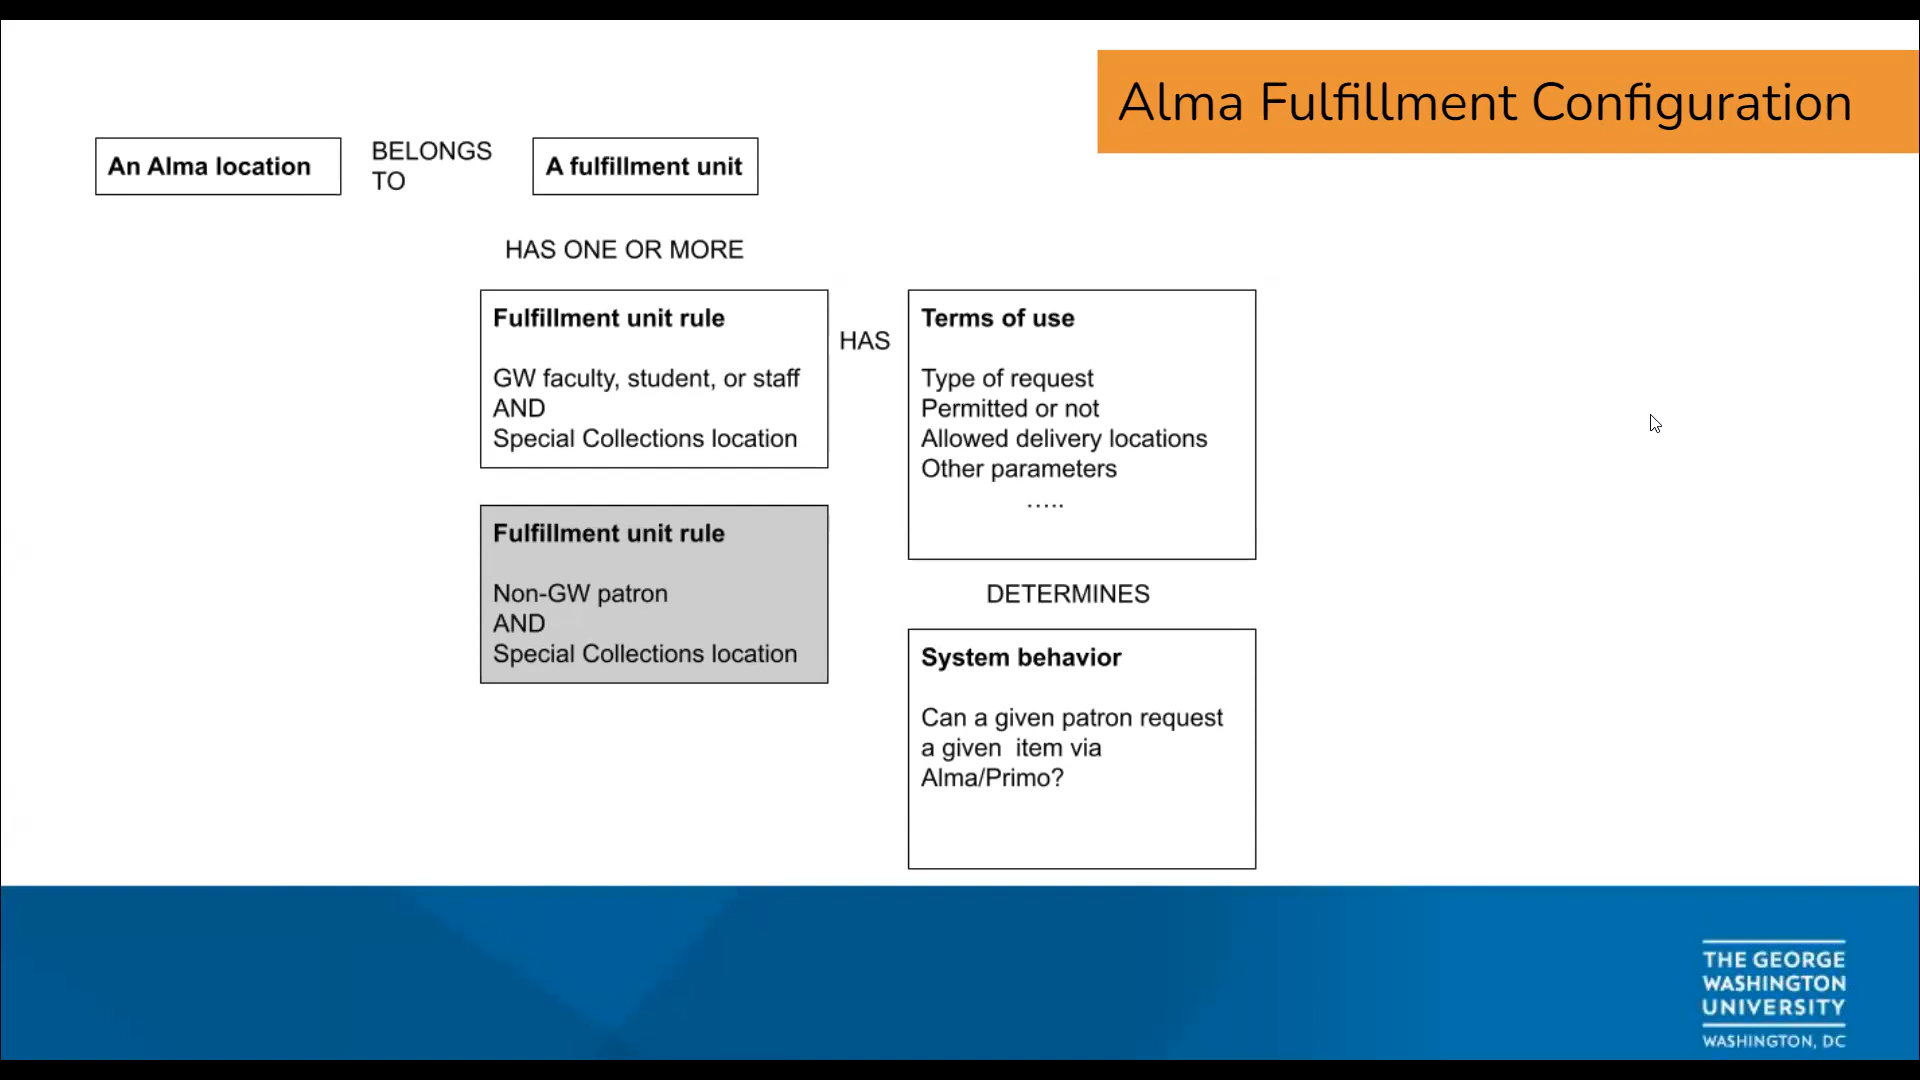 Alma Fulfillment Configuration
An Alma location
BELONGS
TO
A fulfillment unit
HAS ONE OR MORE
Fulfillment unit rule
GW faculty, student, or staff
AND
Special Collections location
HAS
Terms of use
Type of request
Permitted or not
Allowed delivery locations
Other parameters
.....
Fulfillment unit rule
Non-GW patron
AND
Special Collections location
DETERMINES
System behavior
Can a given patron request
a given  item via
Alma/Primo?
THE GEORGE
WASHINGTON
UNIVERSITY
WASHINGTON, DC